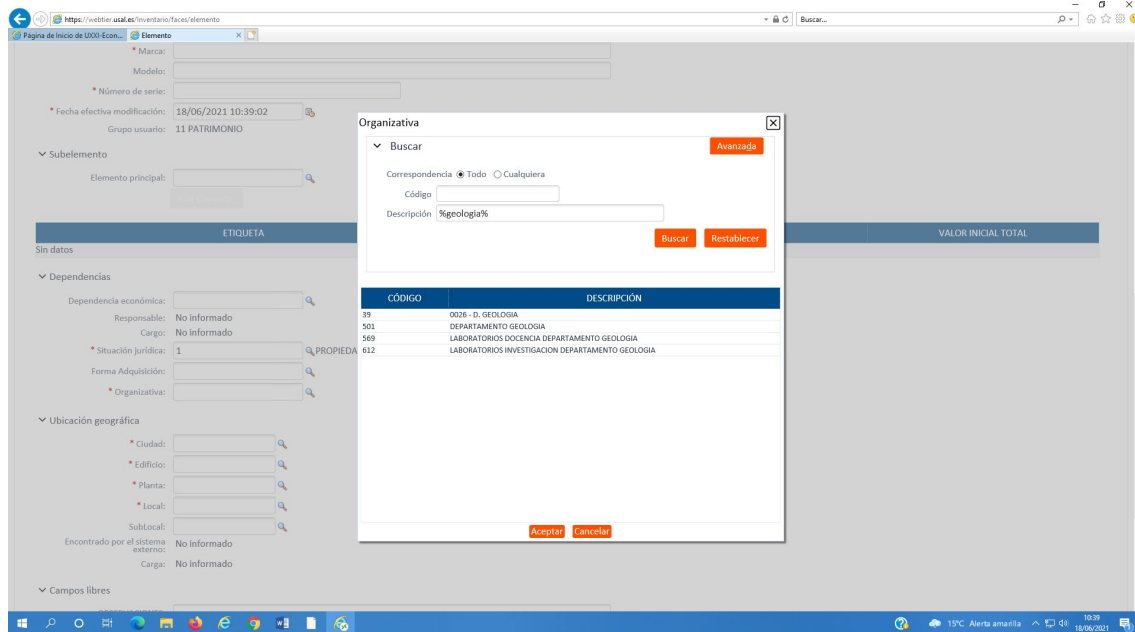 https://webtier.usal.es/Inventario/faces/elemento
Buscar...
Página de Inicio de UXXI-Econ...
Elemento
* Marca:
Modelo:
* Número de serie:
* Fecha efectiva modificación: 18/06/2021 10:39:02
Grupo usuario: 11 PATRIMONIO
Subelemento
Elemento principal:
ETIQUETA
VALOR INICIAL TOTAL
Sin datos
Dependencias
Dependencia económica:
Responsable: No informado
Cargo: No informado
* Situación jurídica: 1 PROPIEDA
Forma Adquisición:
* Organizativa:
Ubicación geográfica
* Ciudad:
* Edificio:
* Planta:
* Local:
SubLocal:
Encontrado por el sistema
externo: No informado
Carga: No informado
Campos libres
Organizativa
Buscar
Avanzada
Correspondencia Todo Cualquiera
Código
Descripción %geologia%
Buscar Restablecer
CÓDIGO DESCRIPCIÓN
39 0026 - D. GEOLOGIA
501 DEPARTAMENTO GEOLOGIA
569 LABORATORIOS DOCENCIA DEPARTAMENTO GEOLOGIA
612 LABORATORIOS INVESTIGACION DEPARTAMENTO GEOLOGIA
Aceptar Cancelar
15°C Alerta amarilla
10:39
18/06/2021